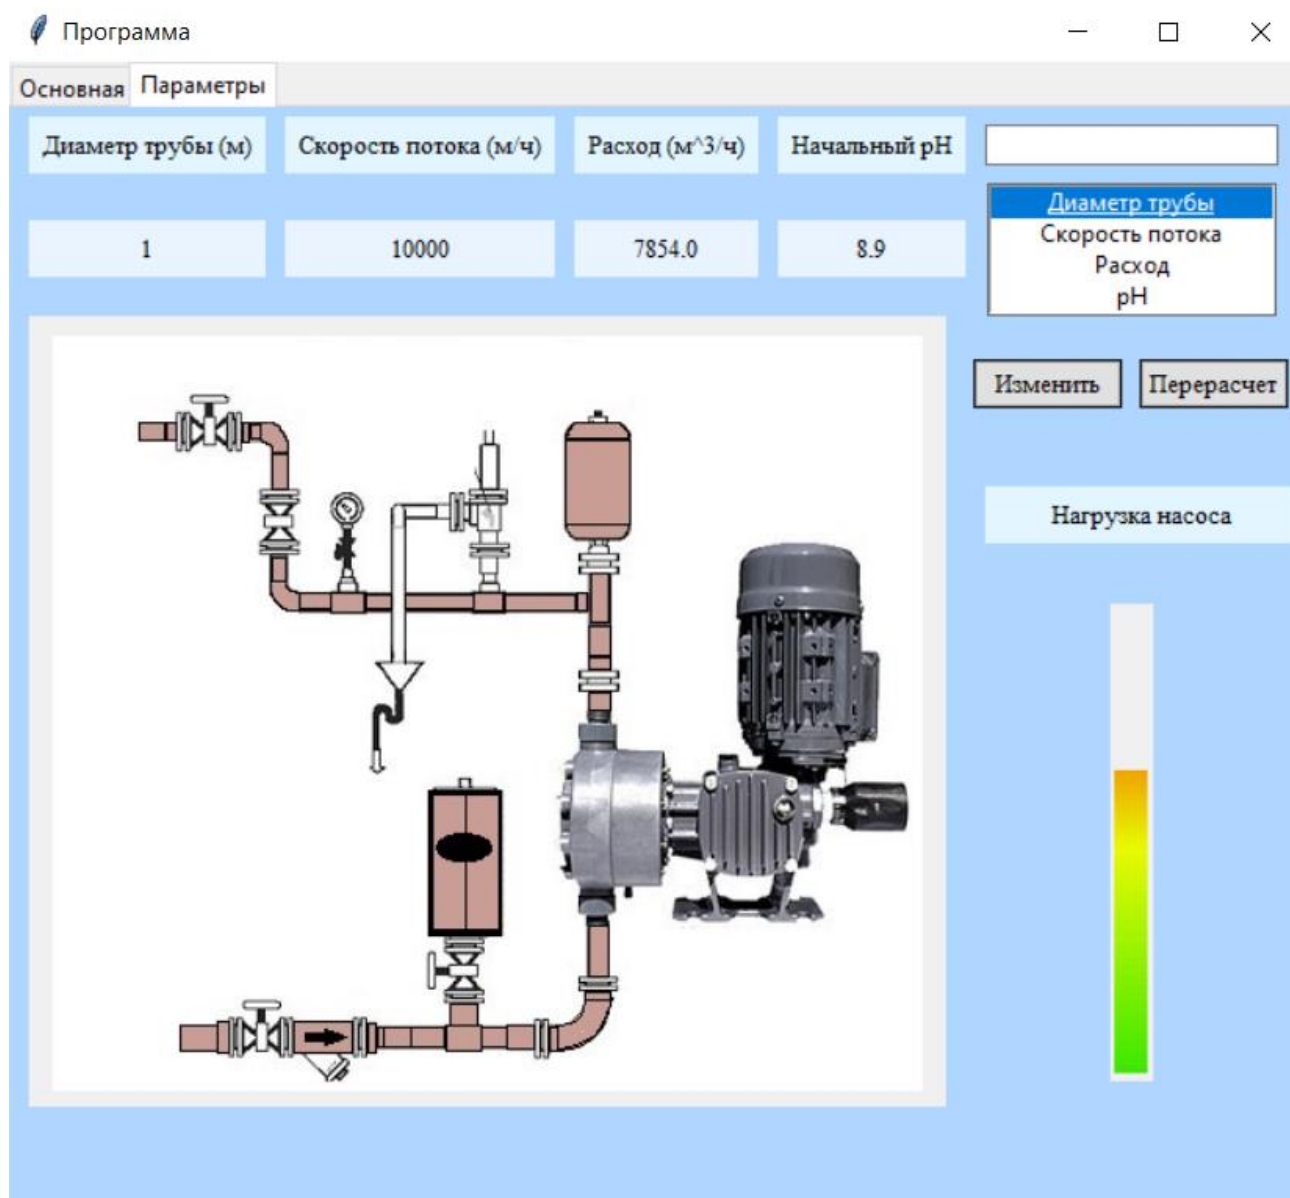 Программа
Основная Параметры
Диаметр трубы (м) Скорость потока (м/ч) Расход (м^3/ч) Начальный pH
1 10000 7854.0 8.9
Диаметр трубы
Скорость потока
Расход
pH
Изменить Перерасчет
Нагрузка насоса